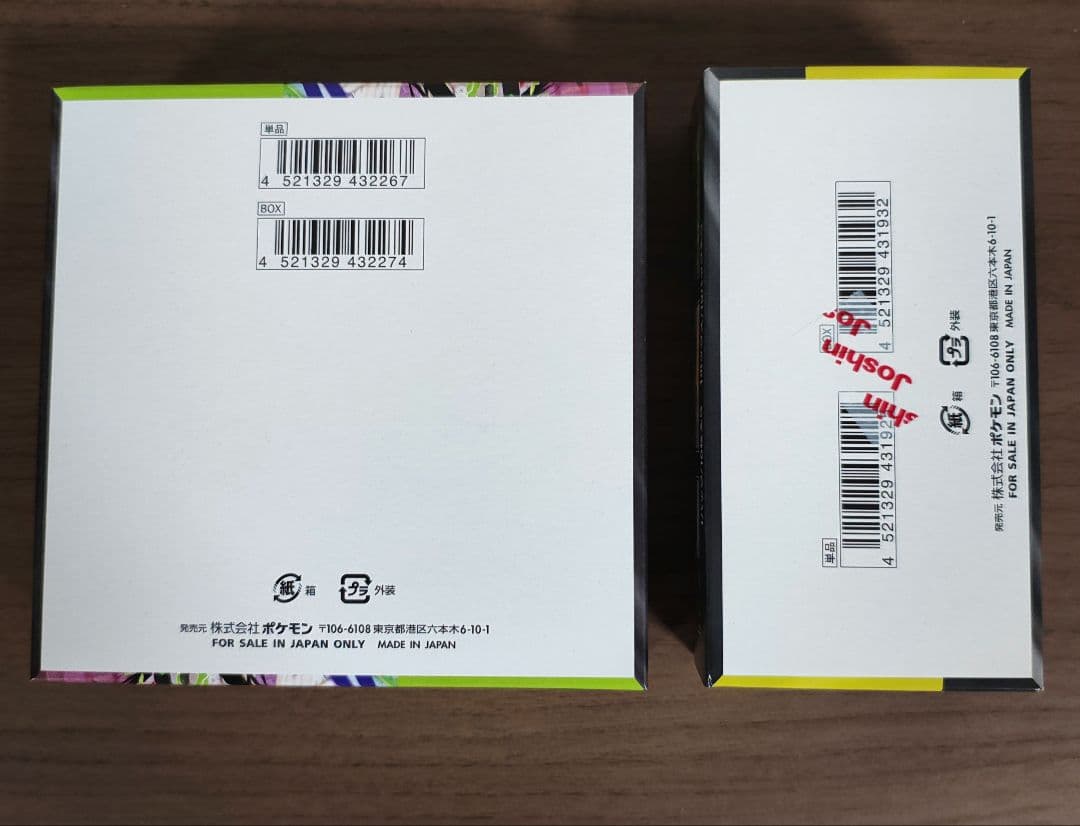 単品
4 521329 432267
BOX
4 521329 432274
紙 箱 プラ 外装
発売元 株式会社ポケモン 〒106-6108 東京都港区六本木6-10-1
FOR SALE IN JAPAN ONLY MADE IN JAPAN
単品
4 521329 43192
BOX
4 521329 431932
Jo
Joshin
shin
紙 箱 プラ 外装
発売元 株式会社ポケモン 〒106-6108 東京都港区六本木6-10-1
FOR SALE IN JAPAN ONLY MADE IN JAPAN